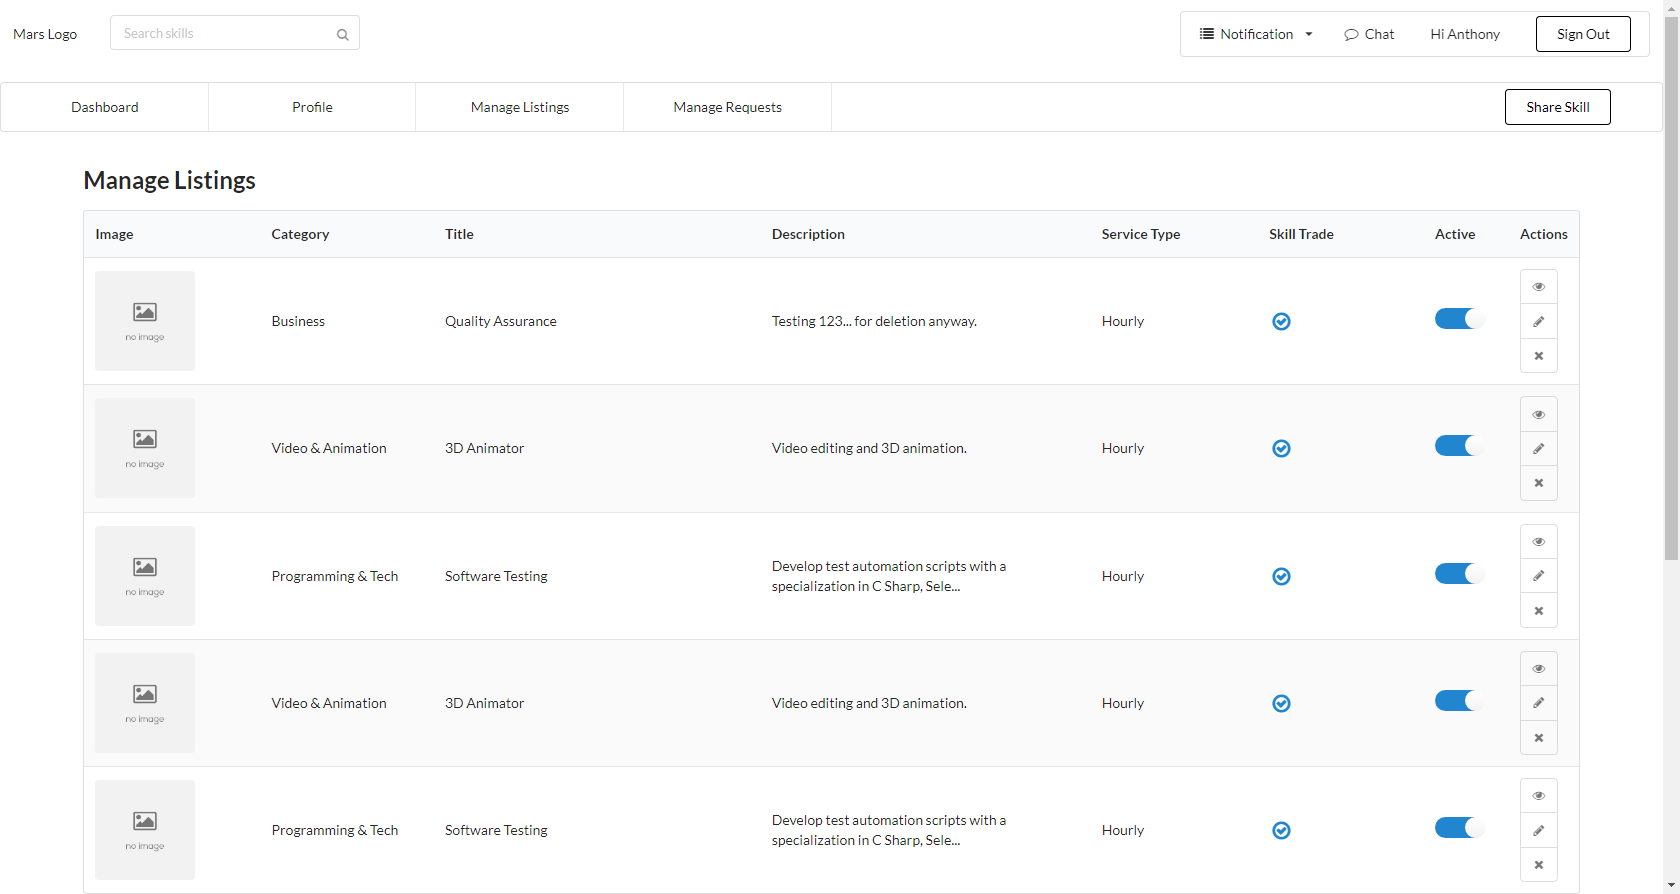 Mars Logo
Search skills
Notification
Chat
Hi Anthony
Sign Out
Dashboard
Profile
Manage Listings
Manage Requests
Share Skill
Manage Listings
Image Category Title Description Service Type Skill Trade Active Actions
no image
Business
Quality Assurance
Testing 123... for deletion anyway.
Hourly
no image
Video & Animation
3D Animator
Video editing and 3D animation.
Hourly
no image
Programming & Tech
Software Testing
Develop test automation scripts with a
specialization in C Sharp, Sele...
Hourly
no image
Video & Animation
3D Animator
Video editing and 3D animation.
Hourly
no image
Programming & Tech
Software Testing
Develop test automation scripts with a
specialization in C Sharp, Sele...
Hourly